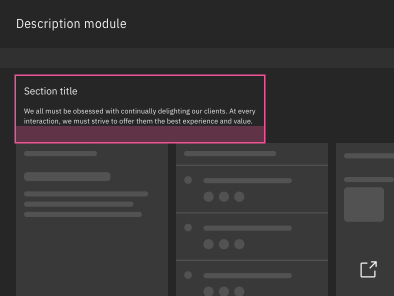 Description module
Section title
We all must be obsessed with continually delighting our clients. At every
interaction, we must strive to offer them the best experience and value.